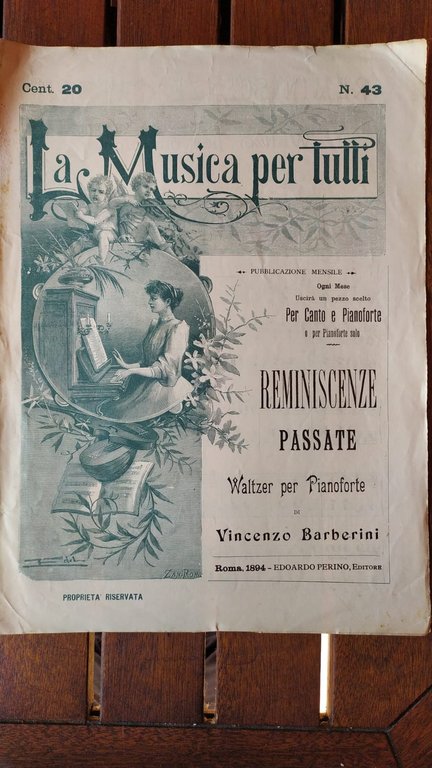 Cent. 20
N. 43
La Musica per tutti
PUBBLICAZIONE MENSILE
Ogni Mese
Uscirà un pezzo scelto
Per Canto e Pianoforte
o per Pianoforte solo
REMINISCENZE
PASSATE
Waltzer per Pianoforte
DI
Vincenzo Barberini
Roma, 1894 - EDOARDO PERINO, EDITORE
PROPRIETÀ RISERVATA